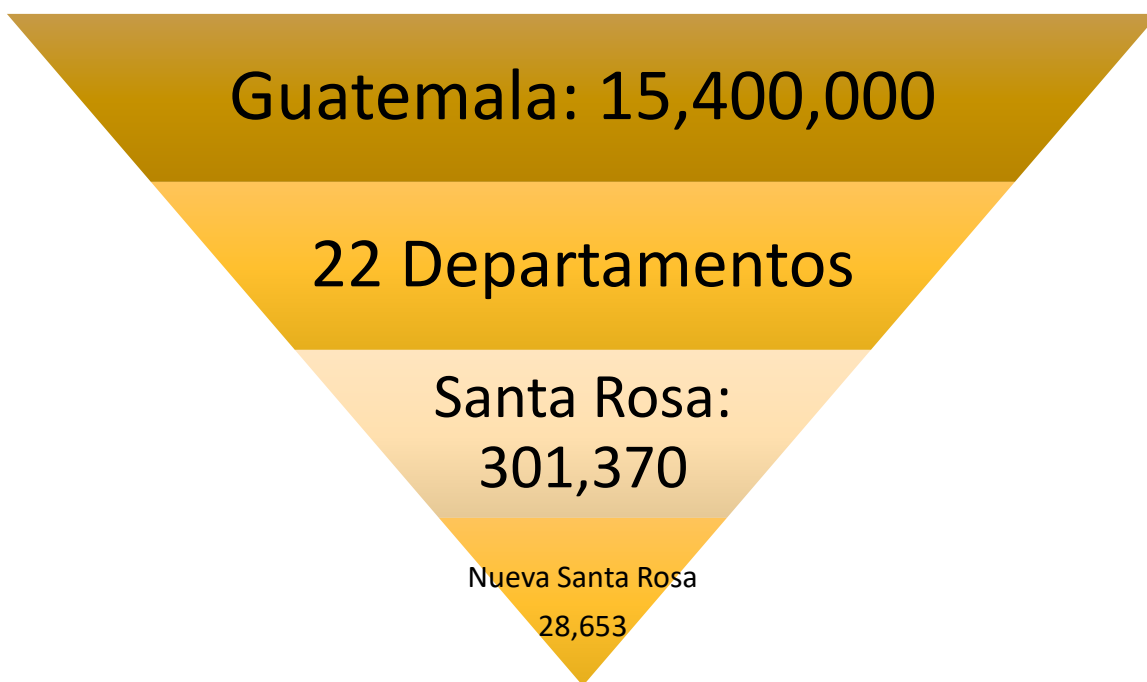 Guatemala: 15,400,000
22 Departamentos
Santa Rosa:
301,370
Nueva Santa Rosa
28,653